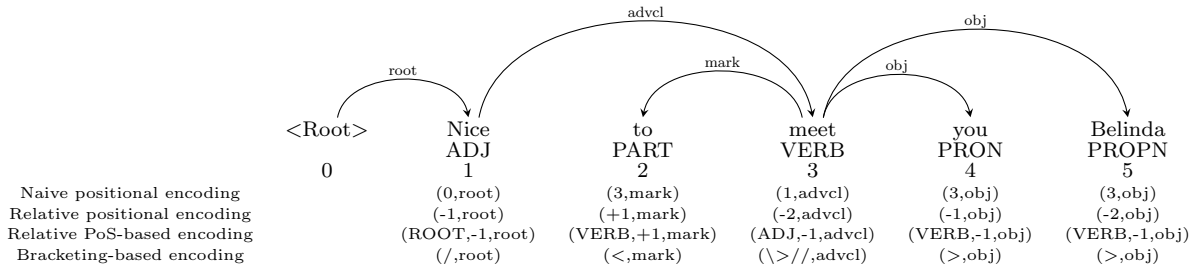 advcl
obj
root
mark
obj
<Root> Nice to meet you Belinda
ADJ PART VERB PRON PROPN
0 1 2 3 4 5
Naive positional encoding (0,root) (3,mark) (1,advcl) (3,obj) (3,obj)
Relative positional encoding (-1,root) (+1,mark) (-2,advcl) (-1,obj) (-2,obj)
Relative PoS-based encoding (ROOT,-1,root) (VERB,+1,mark) (ADJ,-1,advcl) (VERB,-1,obj) (VERB,-1,obj)
Bracketing-based encoding (/,root) (<,mark) (\>//,advcl) (>,obj) (>,obj)